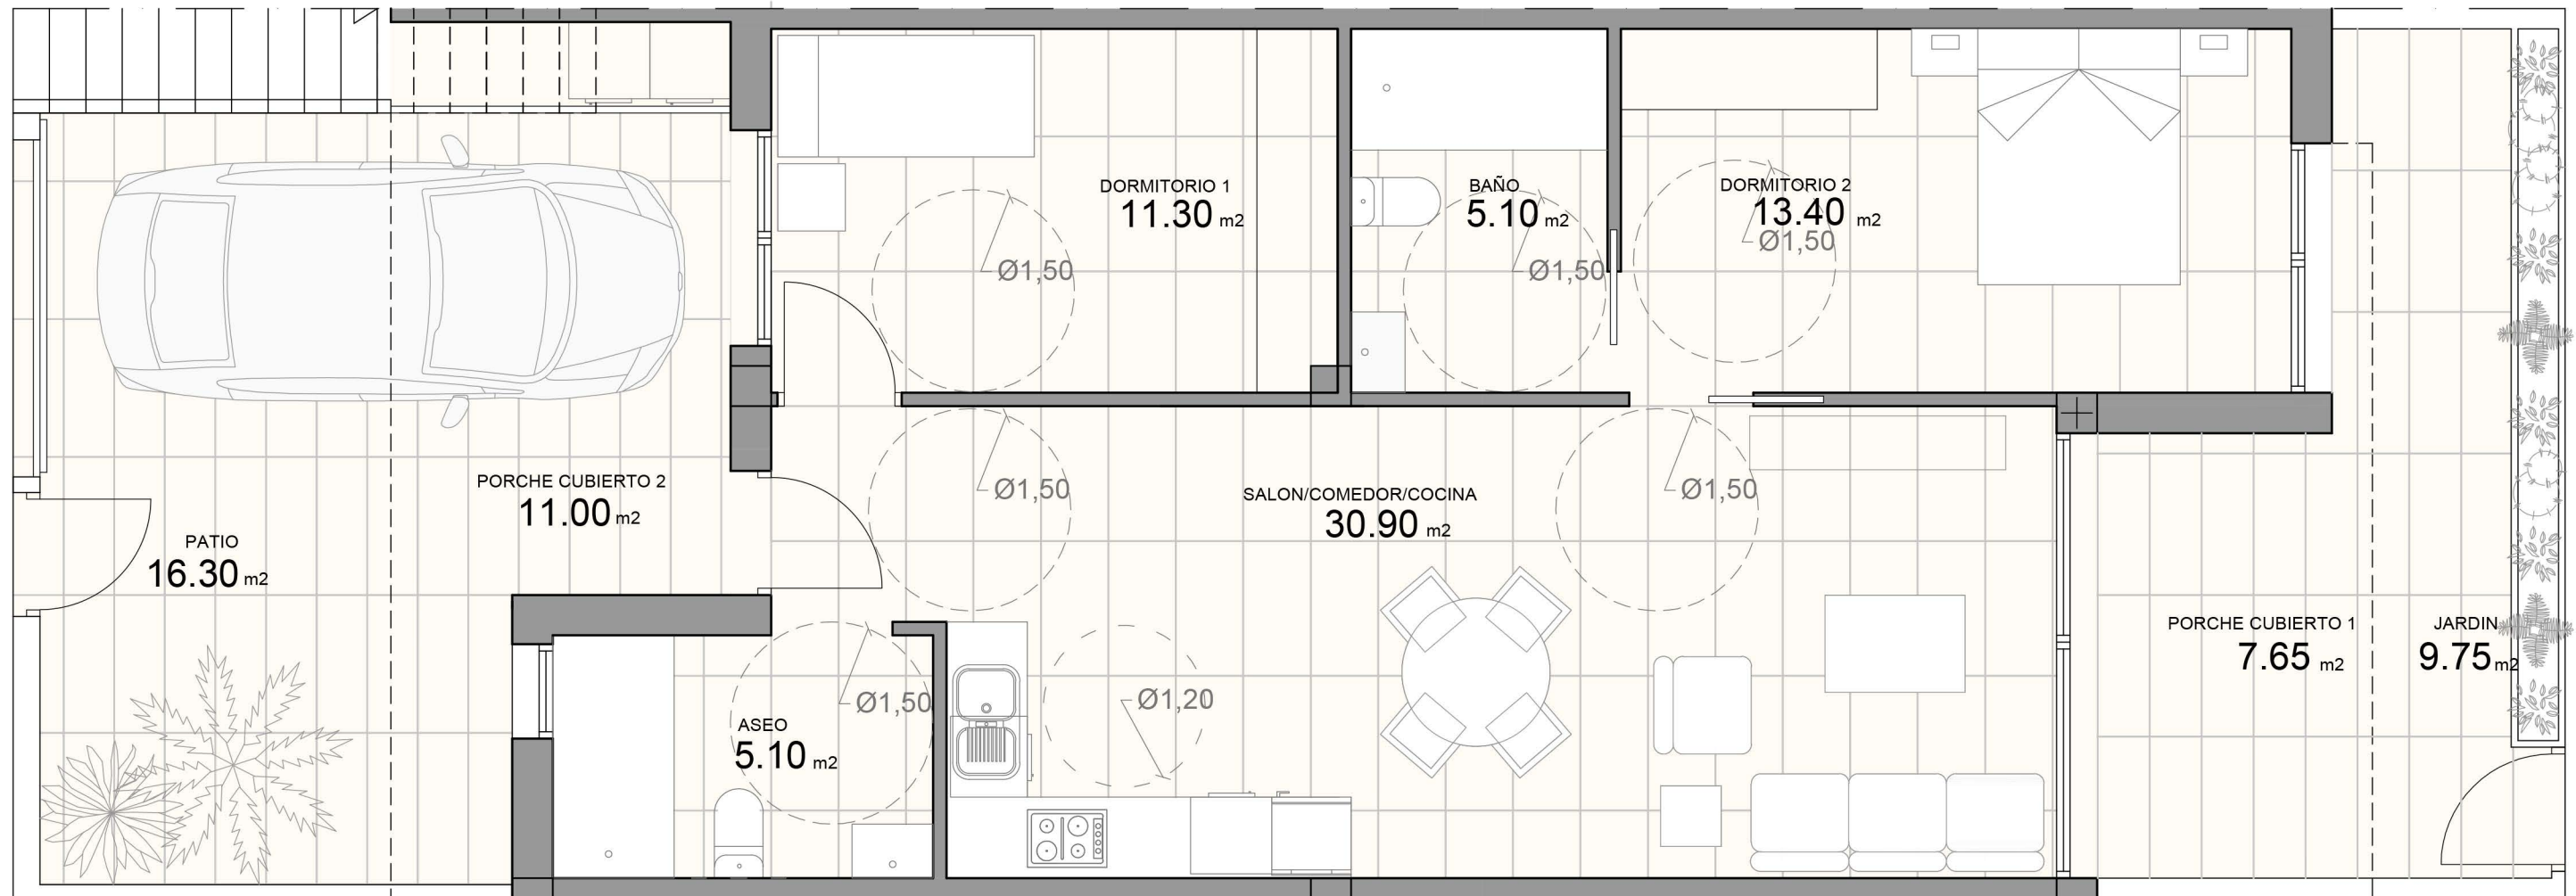 DORMITORIO 1
11.30 m2
Ø1,50
BAÑO
5.10 m2
Ø1,50
DORMITORIO 2
13.40 m2
Ø1,50
PORCHE CUBIERTO 2
11.00 m2
PATIO
16.30 m2
Ø1,50
SALON/COMEDOR/COCINA
30.90 m2
Ø1,50
ASEO
5.10 m2
Ø1,50
Ø1,20
PORCHE CUBIERTO 1
7.65 m2
JARDIN
9.75 m2